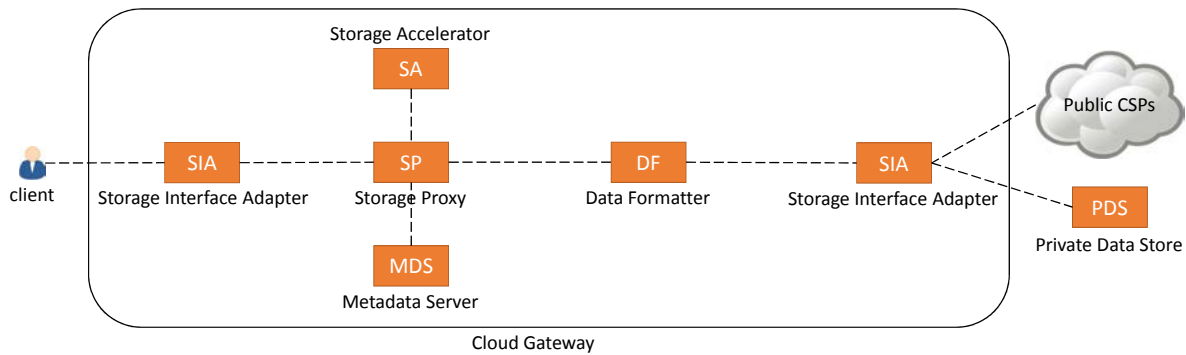 Storage Accelerator
SA
Public CSPs
SIA
SP
DF
SIA
client
Storage Interface Adapter
Storage Proxy
Data Formatter
Storage Interface Adapter
PDS
Private Data Store
MDS
Metadata Server
Cloud Gateway